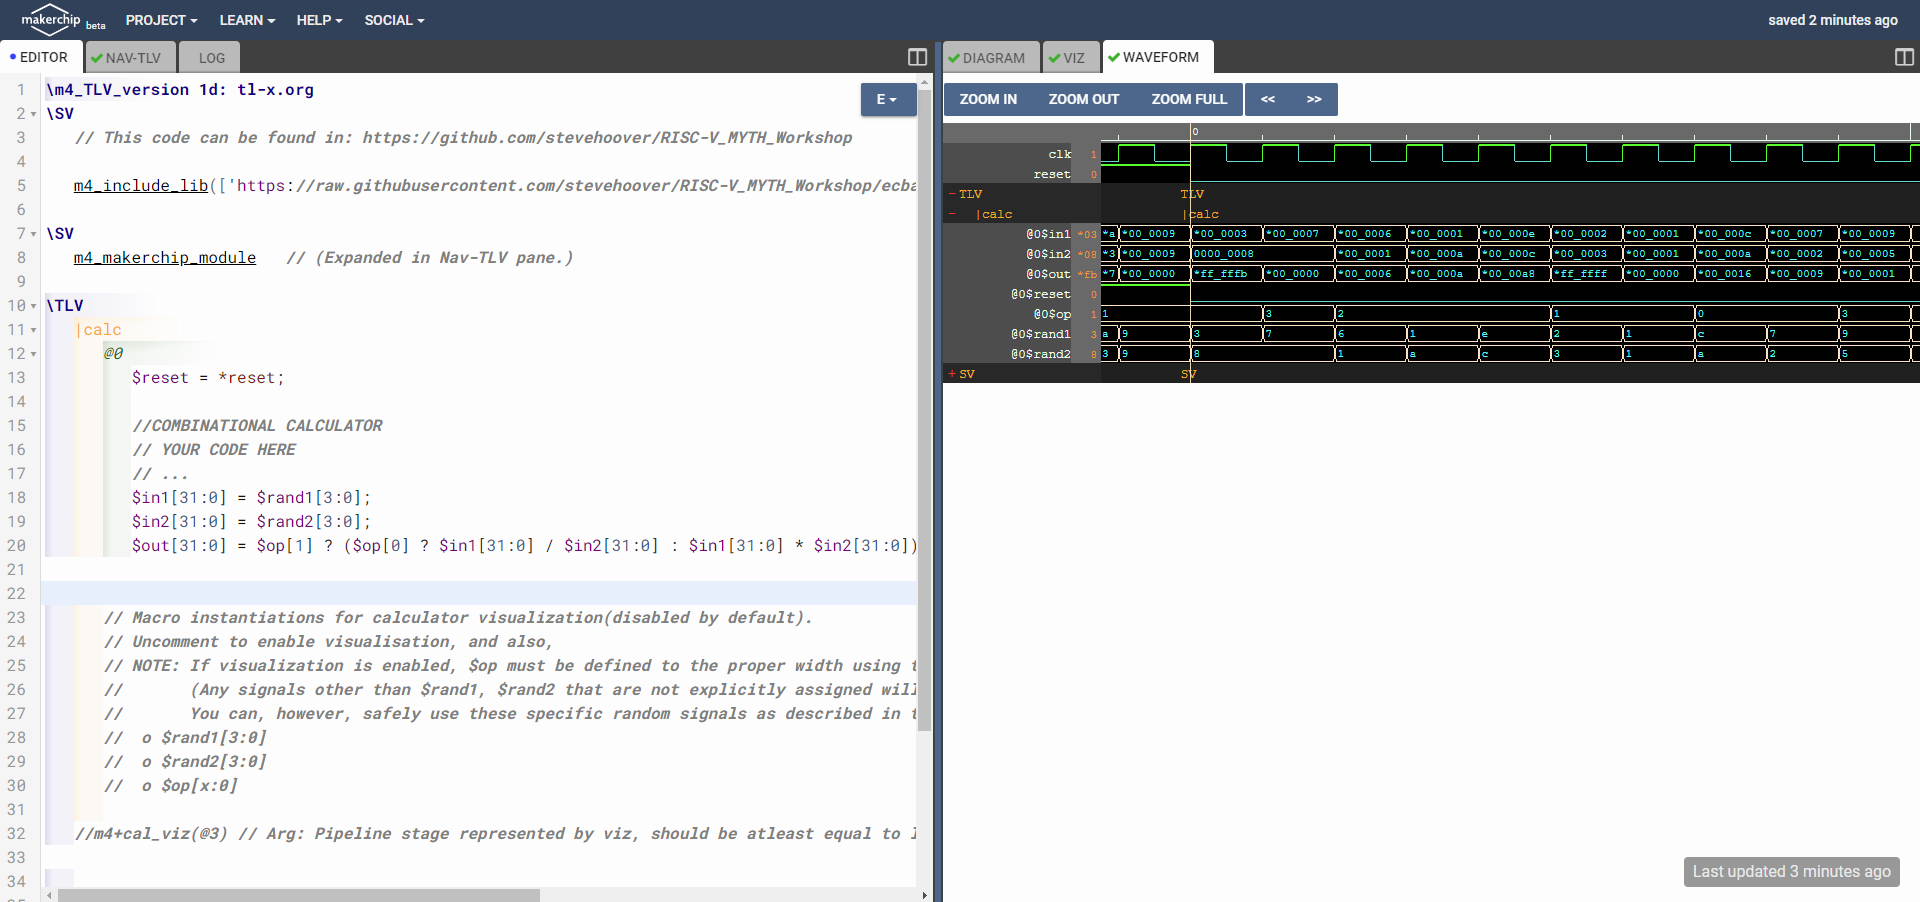 makerchip beta PROJECT LEARN HELP SOCIAL saved 2 minutes ago
EDITOR NAV-TLV LOG DIAGRAM VIZ WAVEFORM
E
ZOOM IN ZOOM OUT ZOOM FULL << >>
1 \m4_TLV_version 1d: tl-x.org
2 \SV
3 // This code can be found in: https://github.com/stevehoover/RISC-V_MYTH_Workshop
4
5 m4_include_lib(['https://raw.githubusercontent.com/stevehoover/RISC-V_MYTH_Workshop/ecba
6
7 \SV
8 m4_makerchip_module // (Expanded in Nav-TLV pane.)
9
10 \TLV
11 |calc
12 @0
13 $reset = *reset;
14
15 //COMBINATIONAL CALCULATOR
16 // YOUR CODE HERE
17 // ...
18 $in1[31:0] = $rand1[3:0];
19 $in2[31:0] = $rand2[3:0];
20 $out[31:0] = $op[1] ? ($op[0] ? $in1[31:0] / $in2[31:0] : $in1[31:0] * $in2[31:0])
21
22
23 // Macro instantiations for calculator visualization(disabled by default).
24 // Uncomment to enable visualisation, and also,
25 // NOTE: If visualization is enabled, $op must be defined to the proper width using t
26 // (Any signals other than $rand1, $rand2 that are not explicitly assigned will
27 // You can, however, safely use these specific random signals as described in t
28 // o $rand1[3:0]
29 // o $rand2[3:0]
30 // o $op[x:0]
31
32 //m4+cal_viz(@3) // Arg: Pipeline stage represented by viz, should be atleast equal to l
33
34
0
clk 1
reset 0
- TLV TLV
- |calc |calc
@0$in1 *03 *a *00_0009 *00_0003 *00_0007 *00_0006 *00_0001 *00_000e *00_0002 *00_0001 *00_000c *00_0007 *00_0009
@0$in2 *08 *3 *00_0009 0000_0008 *00_0001 *00_000a *00_000c *00_0003 *00_0001 *00_000a *00_0002 *00_0005
@0$out *fb *7 *00_0000 *ff_fffb *00_0000 *00_0006 *00_000a *00_00a8 *ff_ffff *00_0000 *00_0016 *00_0009 *00_0001
@0$reset 0
@0$op 1 1 3 2 1 0 3
@0$rand1 3 a 9 3 7 6 1 e 2 1 c 7 9
@0$rand2 8 3 9 8 1 a c 3 1 a 2 5
+ SV SV
Last updated 3 minutes ago